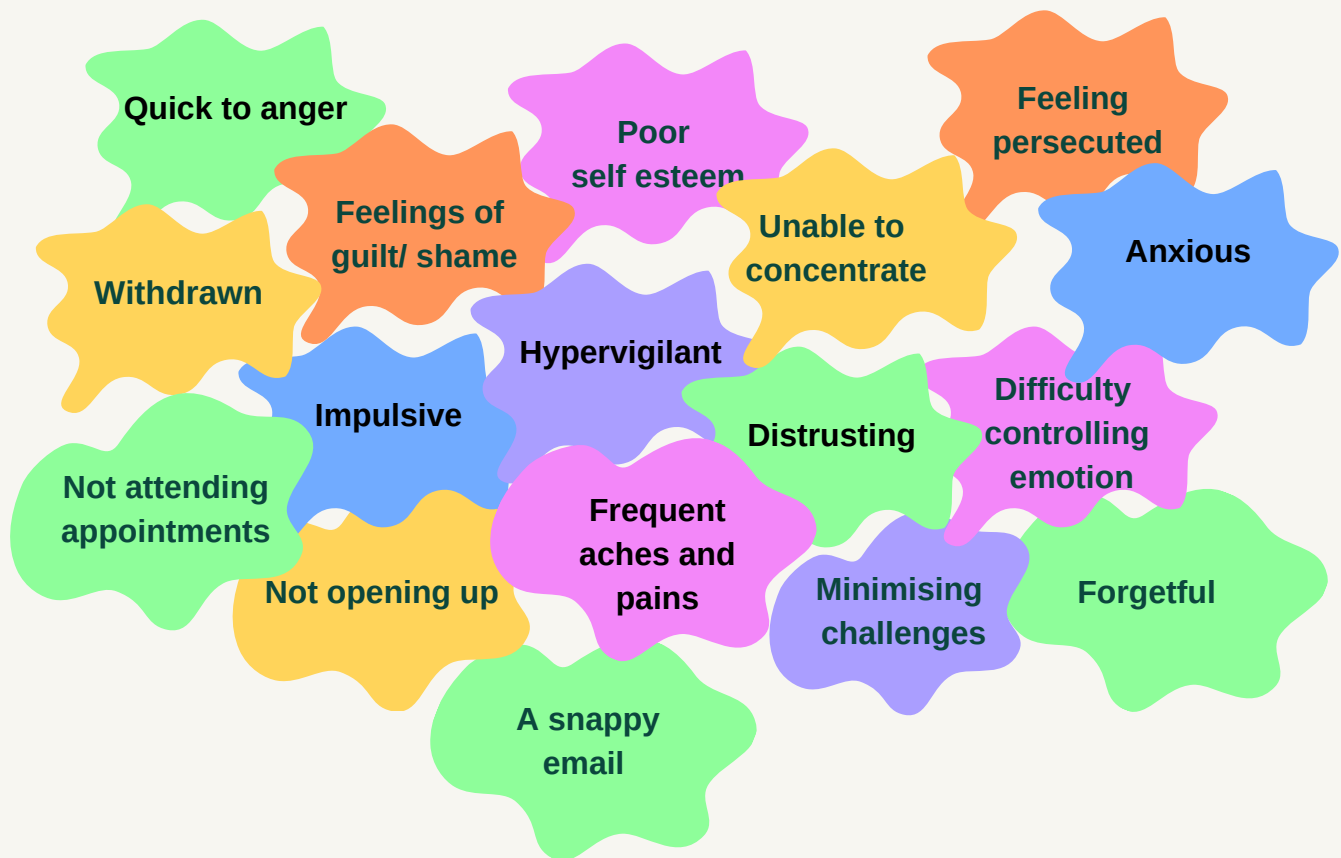 Quick to anger
Poor
self esteem
Feeling
persecuted
Feelings of
guilt/ shame
Unable to
concentrate
Anxious
Withdrawn
Hypervigilant
Impulsive
Distrusting
Difficulty
controlling
emotion
Not attending
appointments
Frequent
aches and
pains
Not opening up
Minimising
challenges
Forgetful
A snappy
email